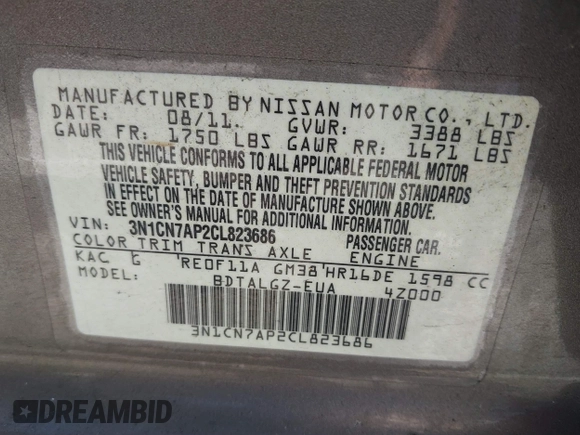 MANUFACTURED BY NISSAN MOTOR CO., LTD.
DATE: 08/11 GVWR: 3388 LBS
GAWR FR: 1750 LBS GAWR RR: 1671 LBS
THIS VEHICLE CONFORMS TO ALL APPLICABLE FEDERAL MOTOR
VEHICLE SAFETY, BUMPER AND THEFT PREVENTION STANDARDS
IN EFFECT ON THE DATE OF MANUFACTURE SHOWN ABOVE.
SEE OWNER'S MANUAL FOR ADDITIONAL INFORMATION.
VIN: 3N1CN7AP2CL823686 PASSENGER CAR.
COLOR TRIM TRANS AXLE ENGINE
KAC G RE0F11A GM38 HR16DE 1598 CC
MODEL: BDTALGZ-EUA 4Z000
3N1CN7AP2CL823686
DREAMBID